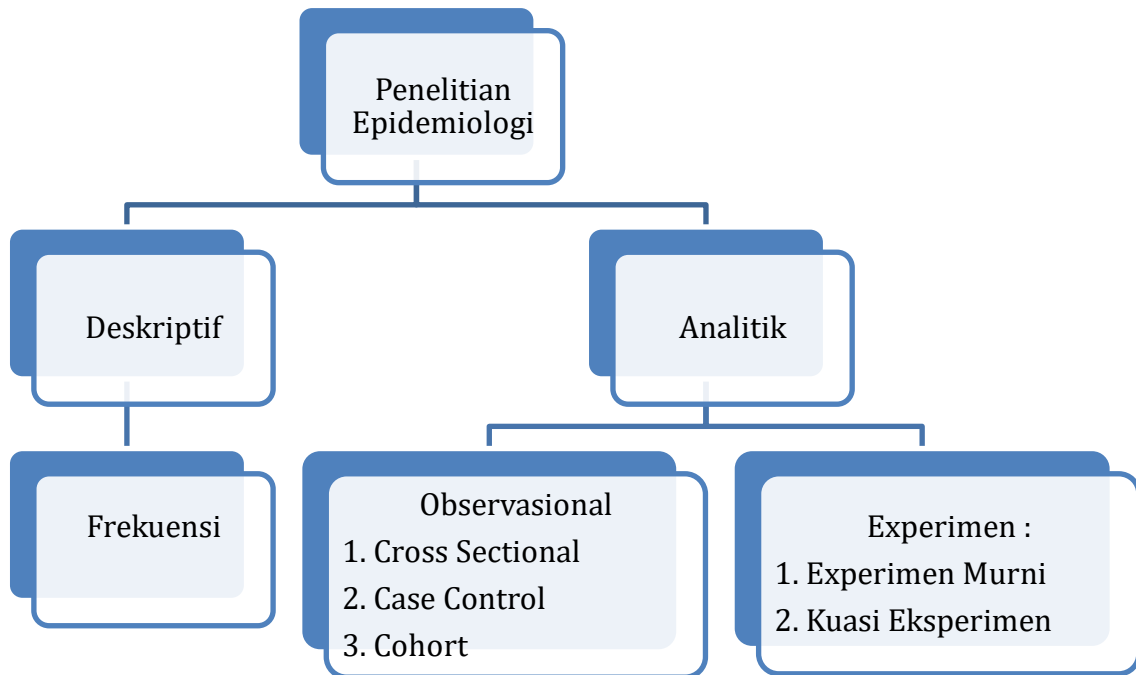 Penelitian
Epidemiologi
Deskriptif
Analitik
Frekuensi
Observasional
1. Cross Sectional
2. Case Control
3. Cohort
Experimen :
1. Experimen Murni
2. Kuasi Eksperimen